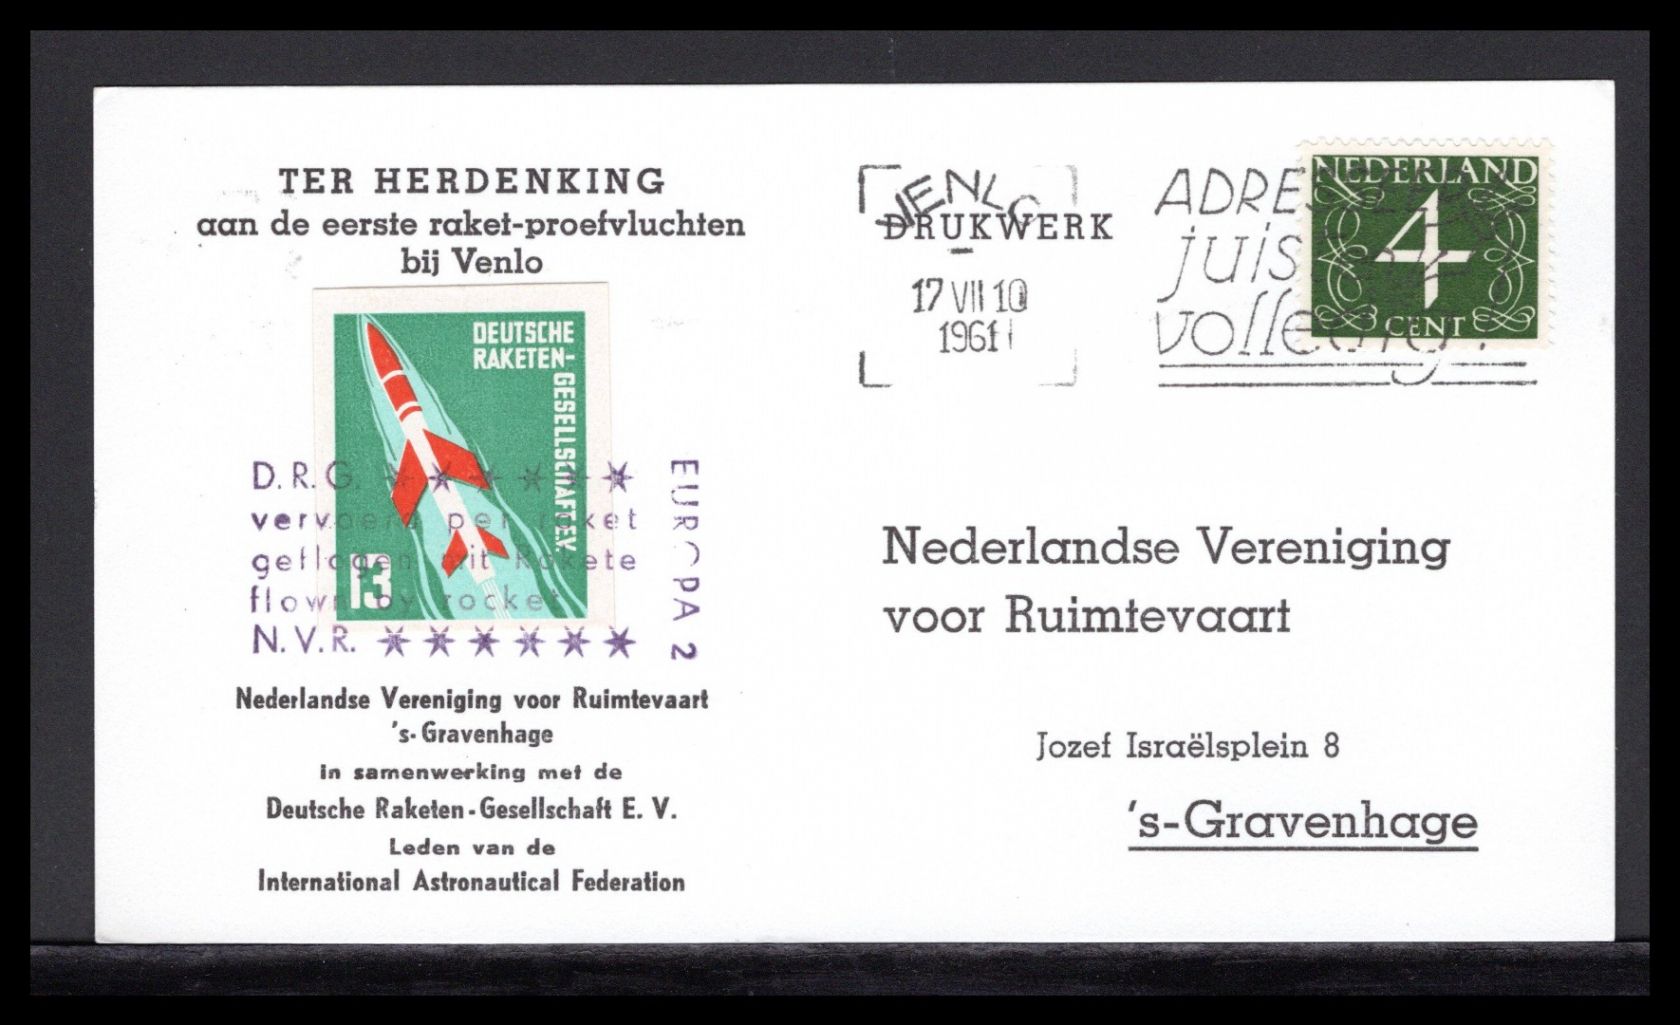 TER HERDENKING
aan de eerste raket-proefvluchten
bij Venlo
DEUTSCHE
RAKETEN-
GESELLSCHAFT E.V.
13
D.R.G.
vervoerd per raket
geflogen mit Rakete
flown by rocket
N.V.R.
EUROPA 2
Nederlandse Vereniging voor Ruimtevaart
's-Gravenhage
in samenwerking met de
Deutsche Raketen-Gesellschaft E. V.
Leden van de
International Astronautical Federation
VENLO
DRUKWERK
17 VII 10
1961
juist
volledig!
NEDERLAND
4
CENT
Nederlandse Vereniging
voor Ruimtevaart
Jozef Israëlsplein 8
's-Gravenhage